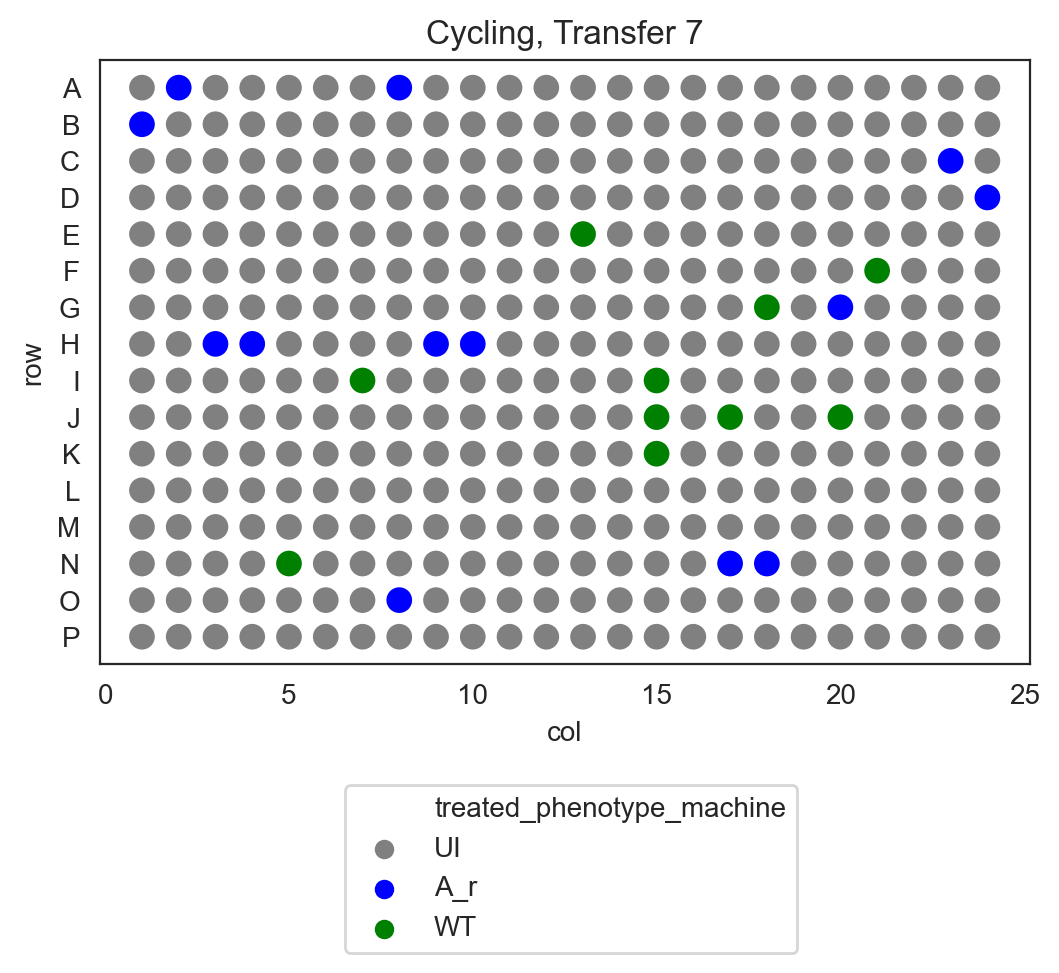 Cycling, Transfer 7
A
B
C
D
E
F
G
H
I
J
K
L
M
N
O
P
row
0 5 10 15 20 25
col
treated_phenotype_machine
UI
A_r
WT